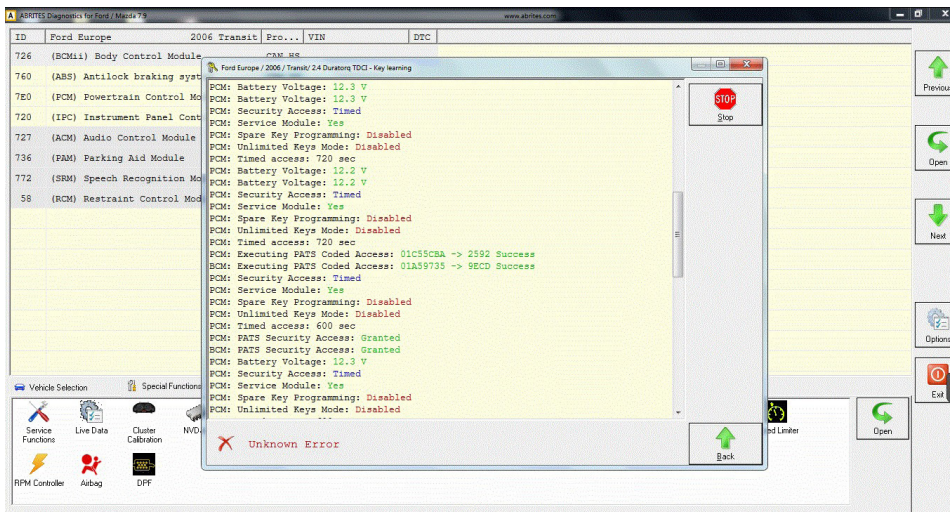 ABRITES Diagnostics for Ford / Mazda 7.9 www.abrites.com
ID Ford Europe 2006 Transit Pro... VIN DTC
726 (BCMii) Body Control Module CAN HS
760 (ABS) Antilock braking syst
7E0 (PCM) Powertrain Control Mo
720 (IPC) Instrument Panel Cont
727 (ACM) Audio Control Module
736 (PAM) Parking Aid Module
772 (SRM) Speech Recognition Mo
58 (RCM) Restraint Control Mod
Ford Europe / 2006 / Transit/ 2.4 Duratorq TDCI - Key learning
PCM: Battery Voltage: 12.3 V
PCM: Battery Voltage: 12.3 V
PCM: Security Access: Timed
PCM: Service Module: Yes
PCM: Spare Key Programming: Disabled
PCM: Unlimited Keys Mode: Disabled
PCM: Timed access: 720 sec
PCM: Battery Voltage: 12.2 V
PCM: Battery Voltage: 12.2 V
PCM: Security Access: Timed
PCM: Service Module: Yes
PCM: Spare Key Programming: Disabled
PCM: Unlimited Keys Mode: Disabled
PCM: Timed access: 720 sec
PCM: Executing PATS Coded Access: 01C55CBA -> 2592 Success
BCM: Executing PATS Coded Access: 01A59735 -> 9ECD Success
PCM: Security Access: Timed
PCM: Service Module: Yes
PCM: Spare Key Programming: Disabled
PCM: Unlimited Keys Mode: Disabled
PCM: Timed access: 600 sec
PCM: PATS Security Access: Granted
BCM: PATS Security Access: Granted
PCM: Battery Voltage: 12.3 V
PCM: Security Access: Timed
PCM: Service Module: Yes
PCM: Spare Key Programming: Disabled
PCM: Unlimited Keys Mode: Disabled
STOP
Stop
Unknown Error
Back
Previous
Open
Next
Options
Exit
Vehicle Selection Special Functions
Service Functions
Live Data
Cluster Calibration
NVD
ed Limiter
Open
RPM Controller
Airbag
DPF